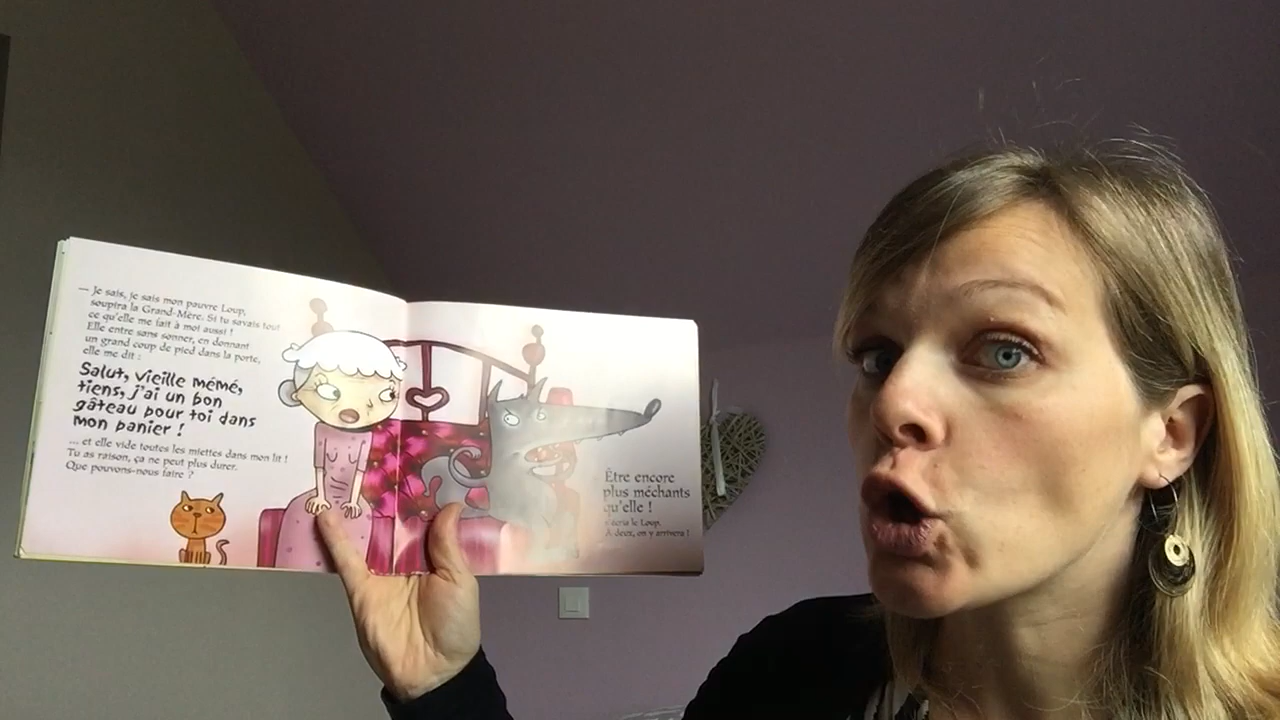 — Je sais, je sais mon pauvre Loup,
soupira la Grand-Mère. Si tu savais tout
ce qu'elle me fait à moi aussi !
Elle entre sans sonner, en donnant
un grand coup de pied dans la porte,
elle me dit :
Salut, vieille mémé,
tiens, j'ai un bon
gâteau pour toi dans
mon panier !
... et elle vide toutes les miettes dans mon lit !
Tu as raison, ça ne peut plus durer.
Que pouvons-nous faire ?
Être encore
plus méchants
qu'elle !
s'écria le Loup.
À deux, on y arrivera !